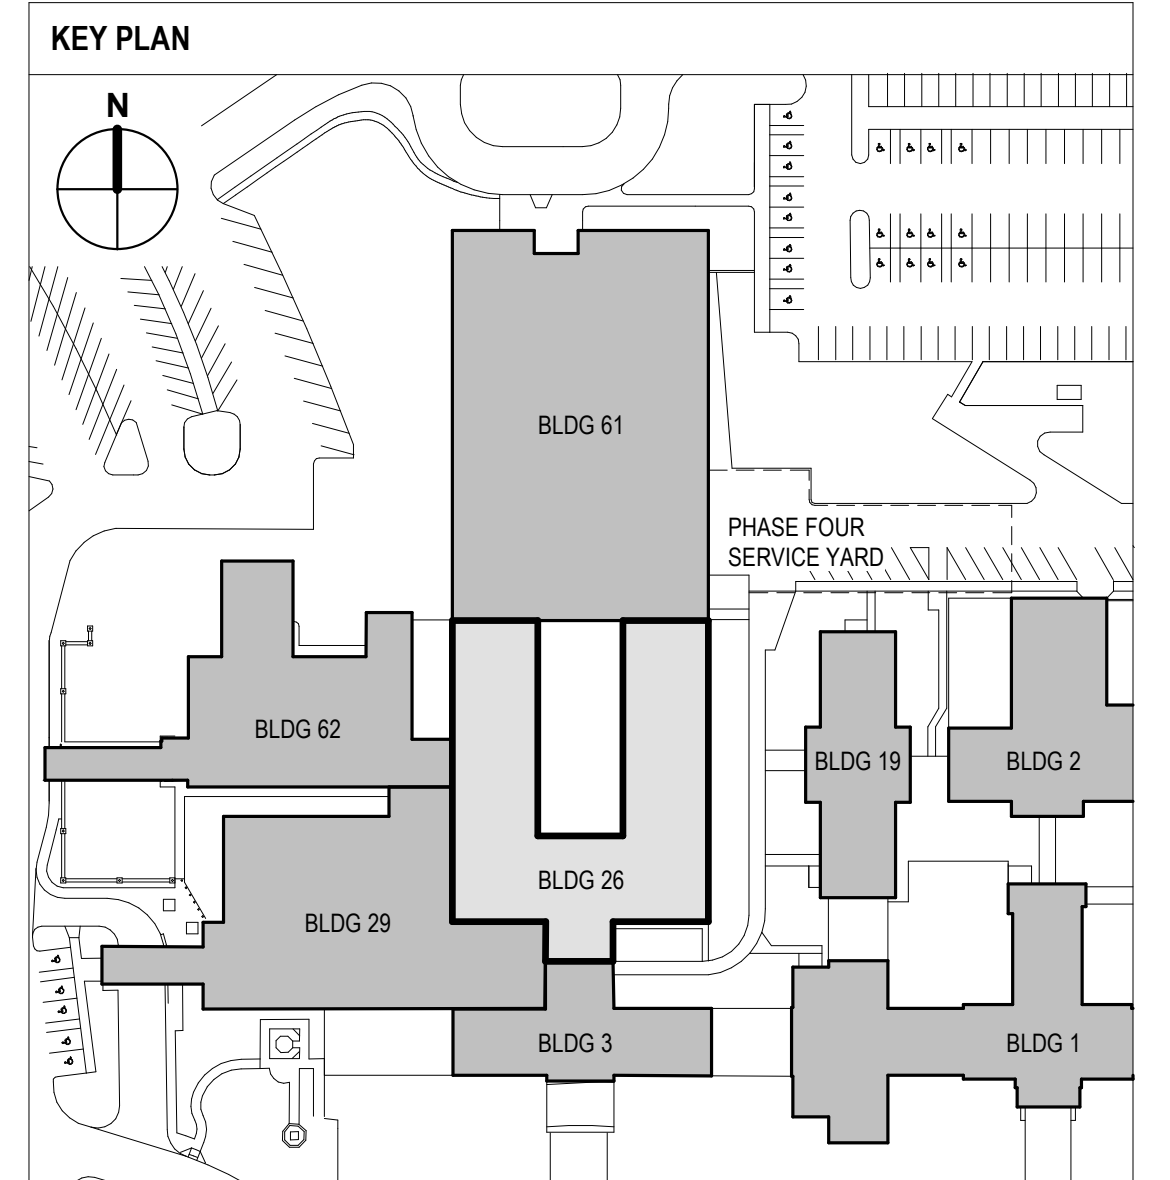 KEY PLAN
N
BLDG 61
PHASE FOUR
SERVICE YARD
BLDG 62
BLDG 19
BLDG 2
BLDG 26
BLDG 29
BLDG 3
BLDG 1